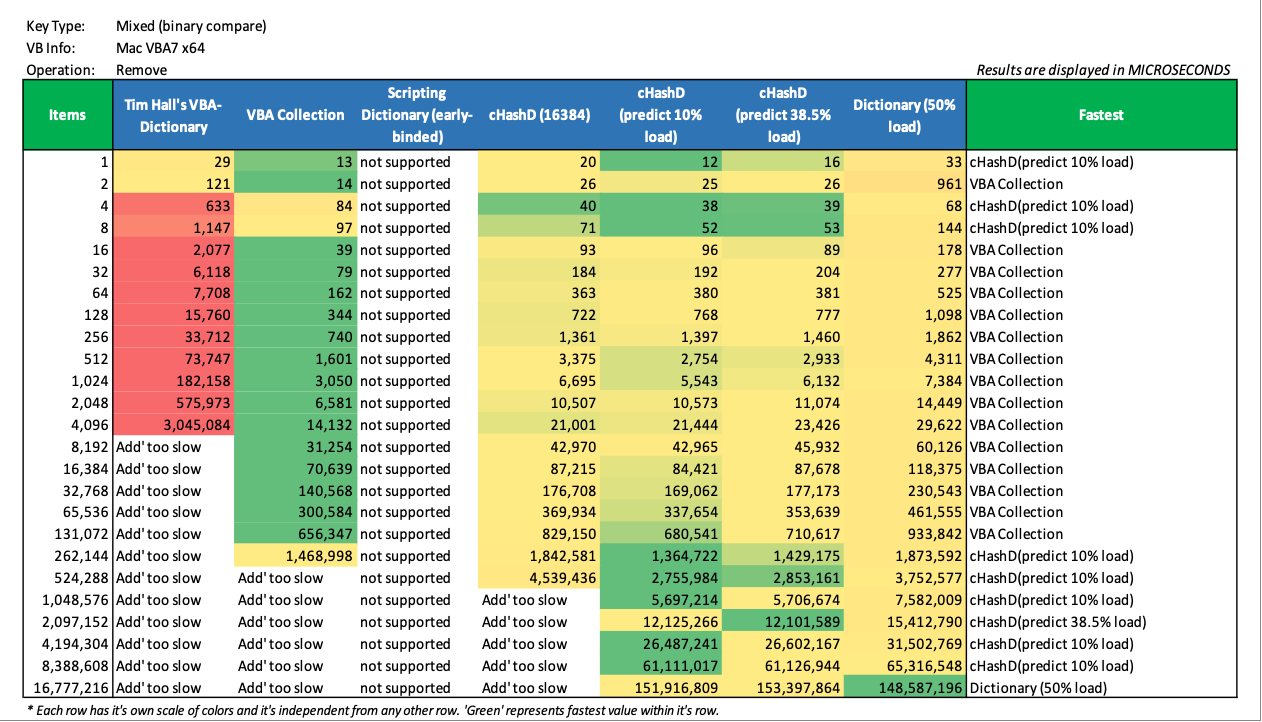 Key Type: Mixed (binary compare)
VB Info: Mac VBA7 x64
Operation: Remove Results are displayed in MICROSECONDS
Items Tim Hall's VBA-Dictionary VBA Collection Scripting Dictionary (early-binded) cHashD (16384) cHashD (predict 10% load) cHashD (predict 38.5% load) Dictionary (50% load) Fastest
1 29 13 not supported 20 12 16 33 cHashD(predict 10% load)
2 121 14 not supported 26 25 26 961 VBA Collection
4 633 84 not supported 40 38 39 68 cHashD(predict 10% load)
8 1,147 97 not supported 71 52 53 144 cHashD(predict 10% load)
16 2,077 39 not supported 93 96 89 178 VBA Collection
32 6,118 79 not supported 184 192 204 277 VBA Collection
64 7,708 162 not supported 363 380 381 525 VBA Collection
128 15,760 344 not supported 722 768 777 1,098 VBA Collection
256 33,712 740 not supported 1,361 1,397 1,460 1,862 VBA Collection
512 73,747 1,601 not supported 3,375 2,754 2,933 4,311 VBA Collection
1,024 182,158 3,050 not supported 6,695 5,543 6,132 7,384 VBA Collection
2,048 575,973 6,581 not supported 10,507 10,573 11,074 14,449 VBA Collection
4,096 3,045,084 14,132 not supported 21,001 21,444 23,426 29,622 VBA Collection
8,192 Add' too slow 31,254 not supported 42,970 42,965 45,932 60,126 VBA Collection
16,384 Add' too slow 70,639 not supported 87,215 84,421 87,678 118,375 VBA Collection
32,768 Add' too slow 140,568 not supported 176,708 169,062 177,173 230,543 VBA Collection
65,536 Add' too slow 300,584 not supported 369,934 337,654 353,639 461,555 VBA Collection
131,072 Add' too slow 656,347 not supported 829,150 680,541 710,617 933,842 VBA Collection
262,144 Add' too slow 1,468,998 not supported 1,842,581 1,364,722 1,429,175 1,873,592 cHashD(predict 10% load)
524,288 Add' too slow Add' too slow not supported 4,539,436 2,755,984 2,853,161 3,752,577 cHashD(predict 10% load)
1,048,576 Add' too slow Add' too slow not supported Add' too slow 5,697,214 5,706,674 7,582,009 cHashD(predict 10% load)
2,097,152 Add' too slow Add' too slow not supported Add' too slow 12,125,266 12,101,589 15,412,790 cHashD(predict 38.5% load)
4,194,304 Add' too slow Add' too slow not supported Add' too slow 26,487,241 26,602,167 31,502,769 cHashD(predict 10% load)
8,388,608 Add' too slow Add' too slow not supported Add' too slow 61,111,017 61,126,944 65,316,548 cHashD(predict 10% load)
16,777,216 Add' too slow Add' too slow not supported Add' too slow 151,916,809 153,397,864 148,587,196 Dictionary (50% load)
* Each row has it's own scale of colors and it's independent from any other row. 'Green' represents fastest value within it's row.